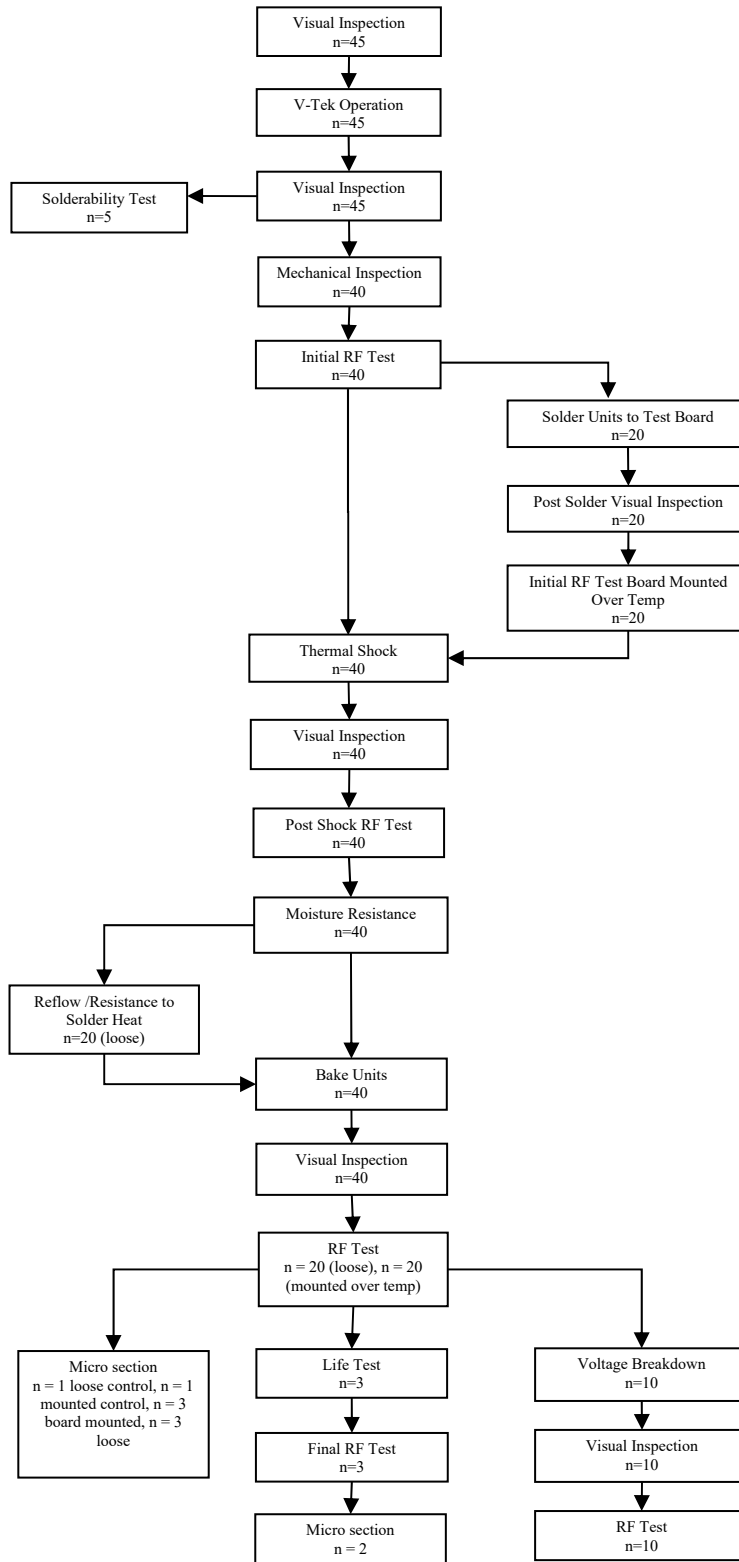 Visual Inspection
n=45
V-Tek Operation
n=45
Visual Inspection
n=45
Solderability Test
n=5
Mechanical Inspection
n=40
Initial RF Test
n=40
Solder Units to Test Board
n=20
Post Solder Visual Inspection
n=20
Initial RF Test Board Mounted
Over Temp
n=20
Thermal Shock
n=40
Visual Inspection
n=40
Post Shock RF Test
n=40
Moisture Resistance
n=40
Reflow /Resistance to
Solder Heat
n=20 (loose)
Bake Units
n=40
Visual Inspection
n=40
RF Test
n = 20 (loose), n = 20
(mounted over temp)
Micro section
n = 1 loose control, n = 1
mounted control, n = 3
board mounted, n = 3
loose
Life Test
n=3
Final RF Test
n=3
Micro section
n = 2
Voltage Breakdown
n=10
Visual Inspection
n=10
RF Test
n=10